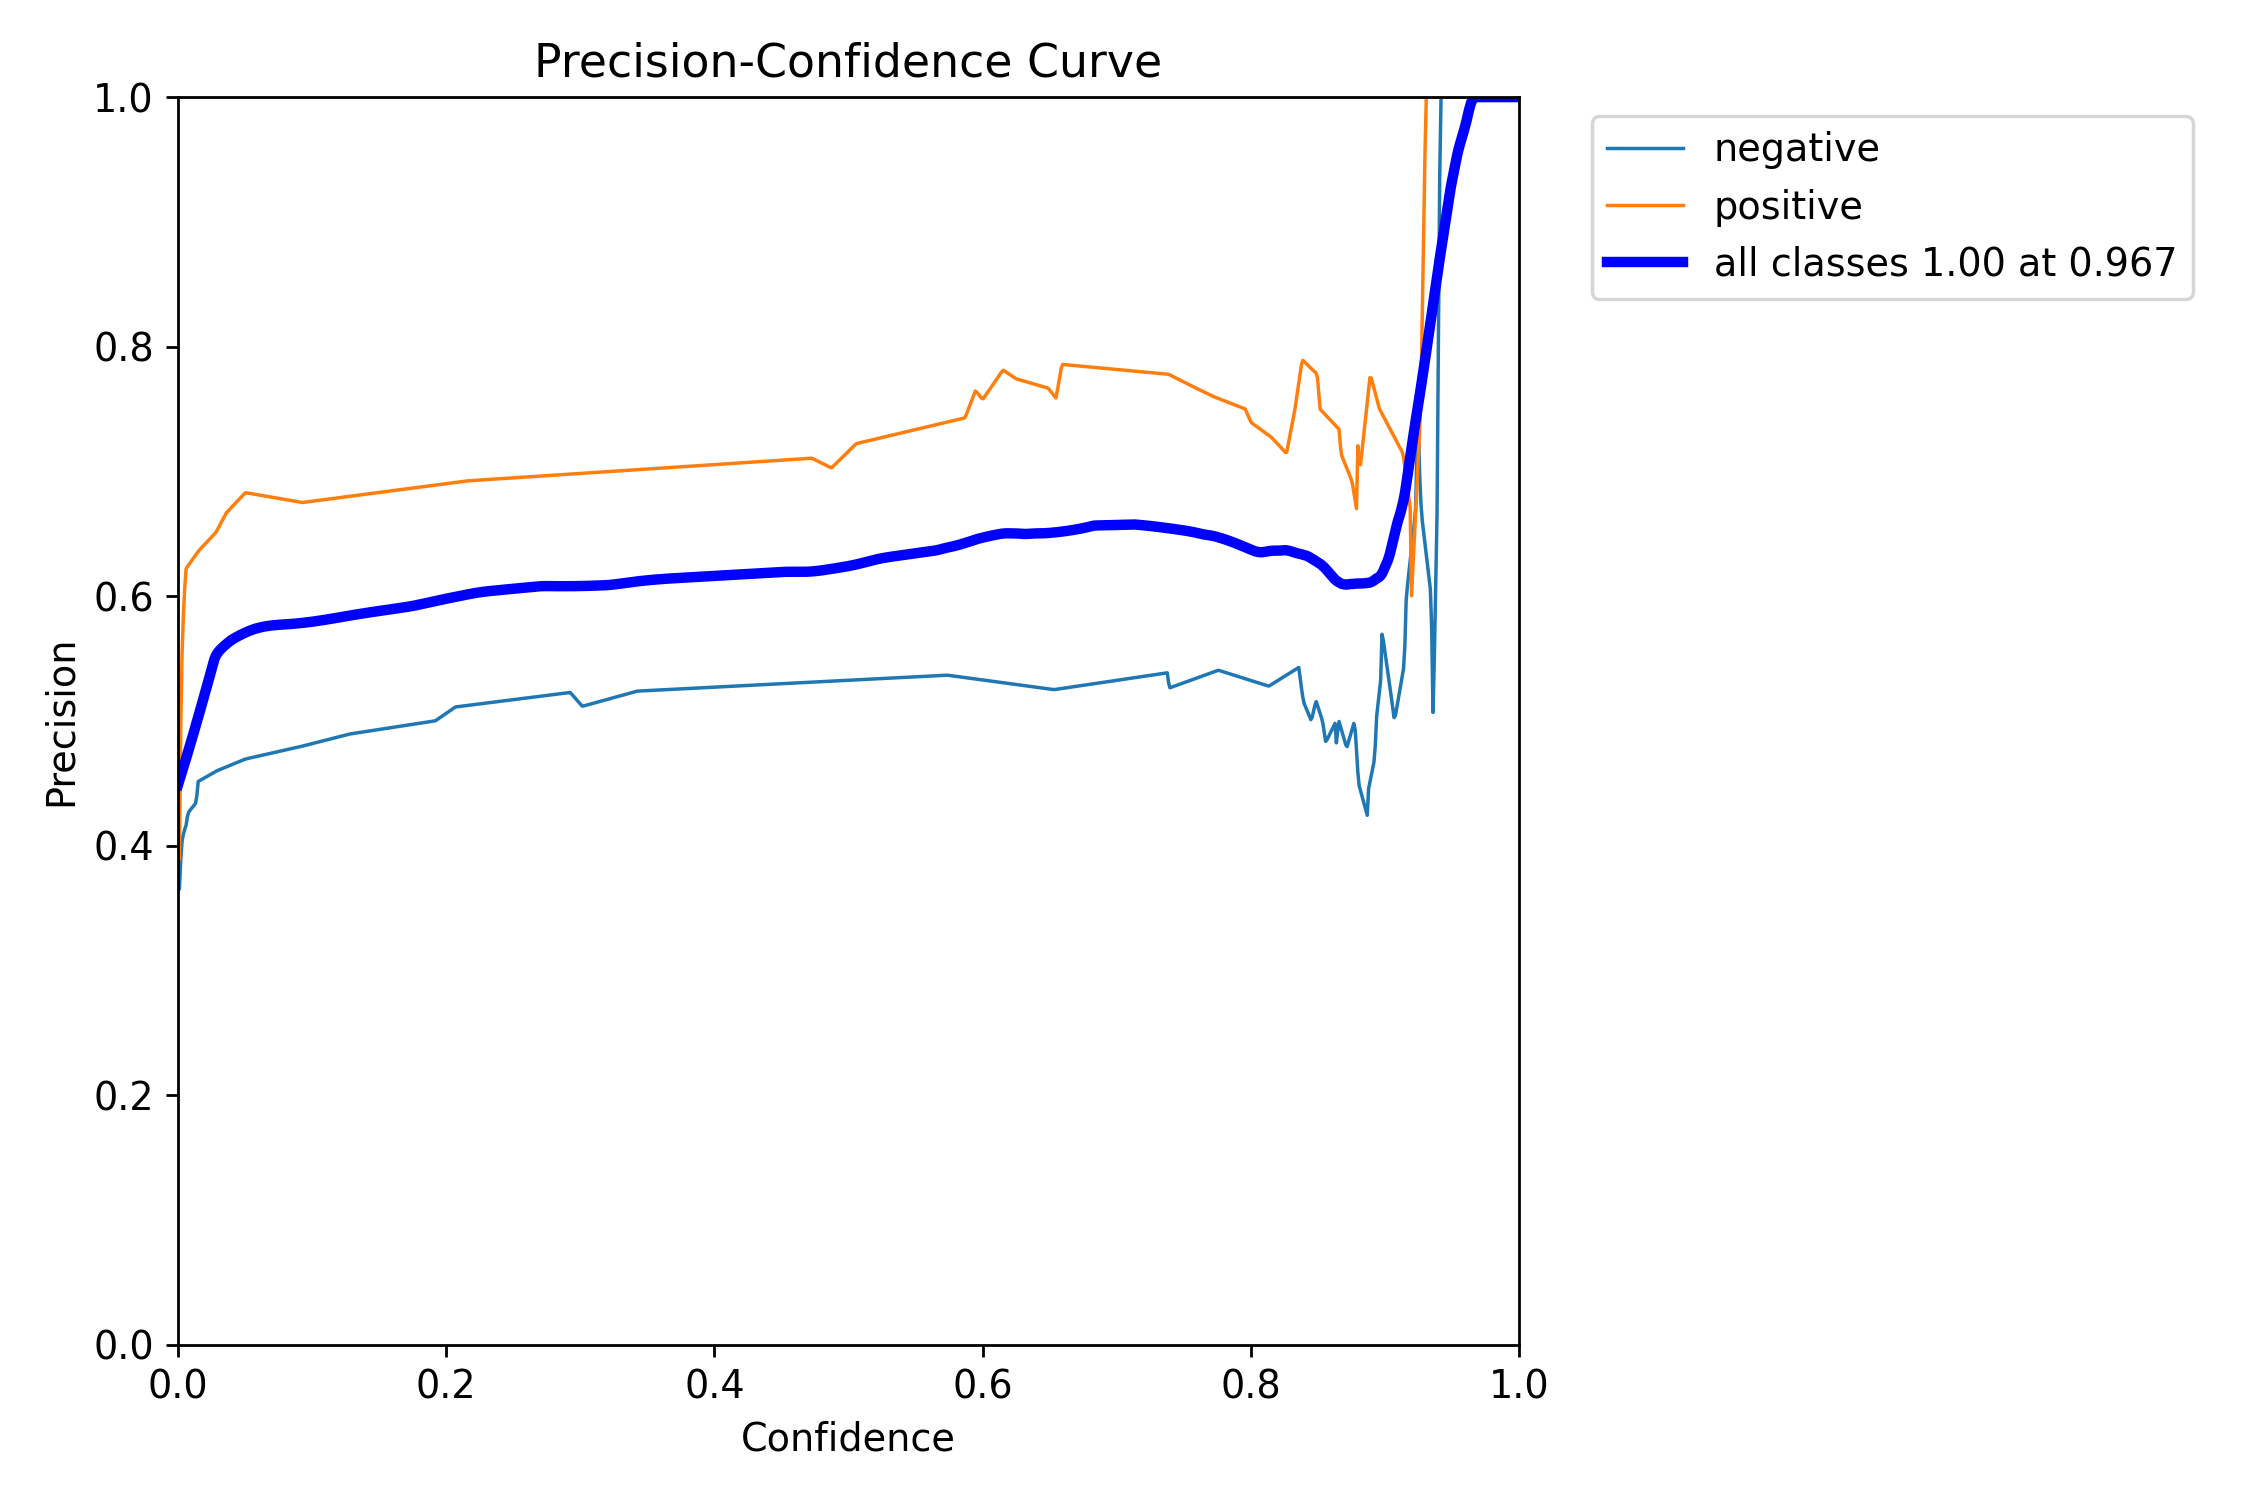 Precision-Confidence Curve
1.0
0.8
0.6
0.4
0.2
0.0
Precision
0.0 0.2 0.4 0.6 0.8 1.0
Confidence
negative
positive
all classes 1.00 at 0.967